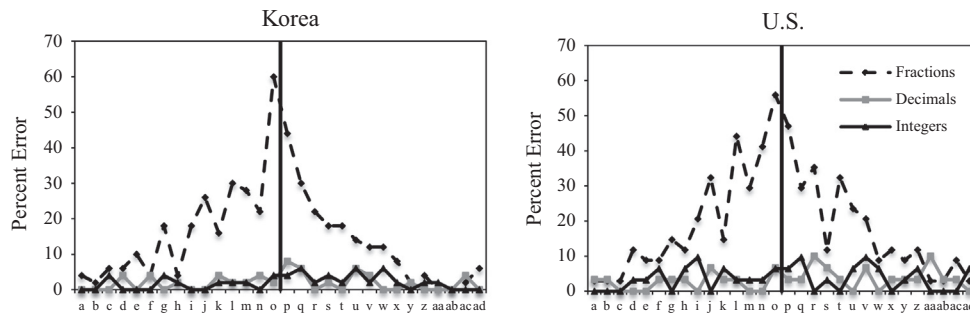 Korea
70
60
50
40
30
20
10
0
Percent Error
a b c d e f g h i j k l m n o p q r s t u v w x y z aa ab ac ad
U.S.
70
60
50
40
30
20
10
0
Percent Error
Fractions
Decimals
Integers
a b c d e f g h i j k l m n o p q r s t u v w x y z aa ab ac ad